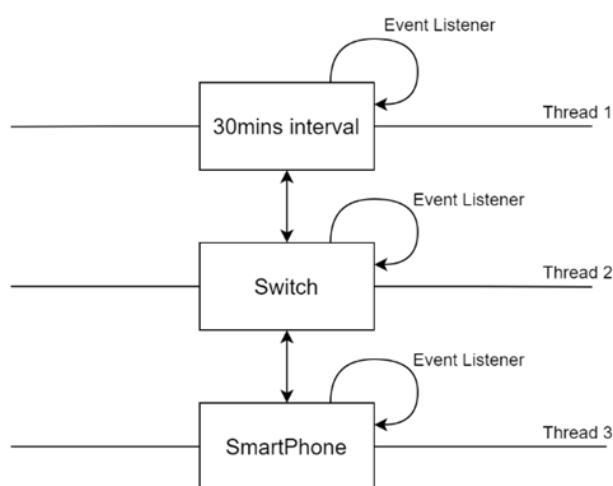 Event Listener
30mins interval
Thread 1
Event Listener
Switch
Thread 2
Event Listener
SmartPhone
Thread 3